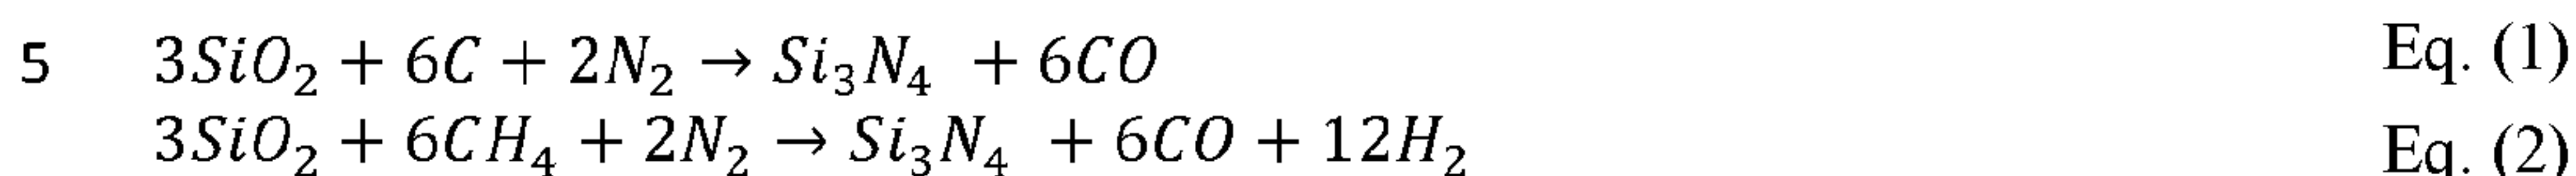 5 3SiO₂ + 6C + 2N₂ → Si₃N₄ + 6CO Eq. (1)
3SiO₂ + 6CH₄ + 2N₂ → Si₃N₄ + 6CO + 12H₂ Eq. (2)